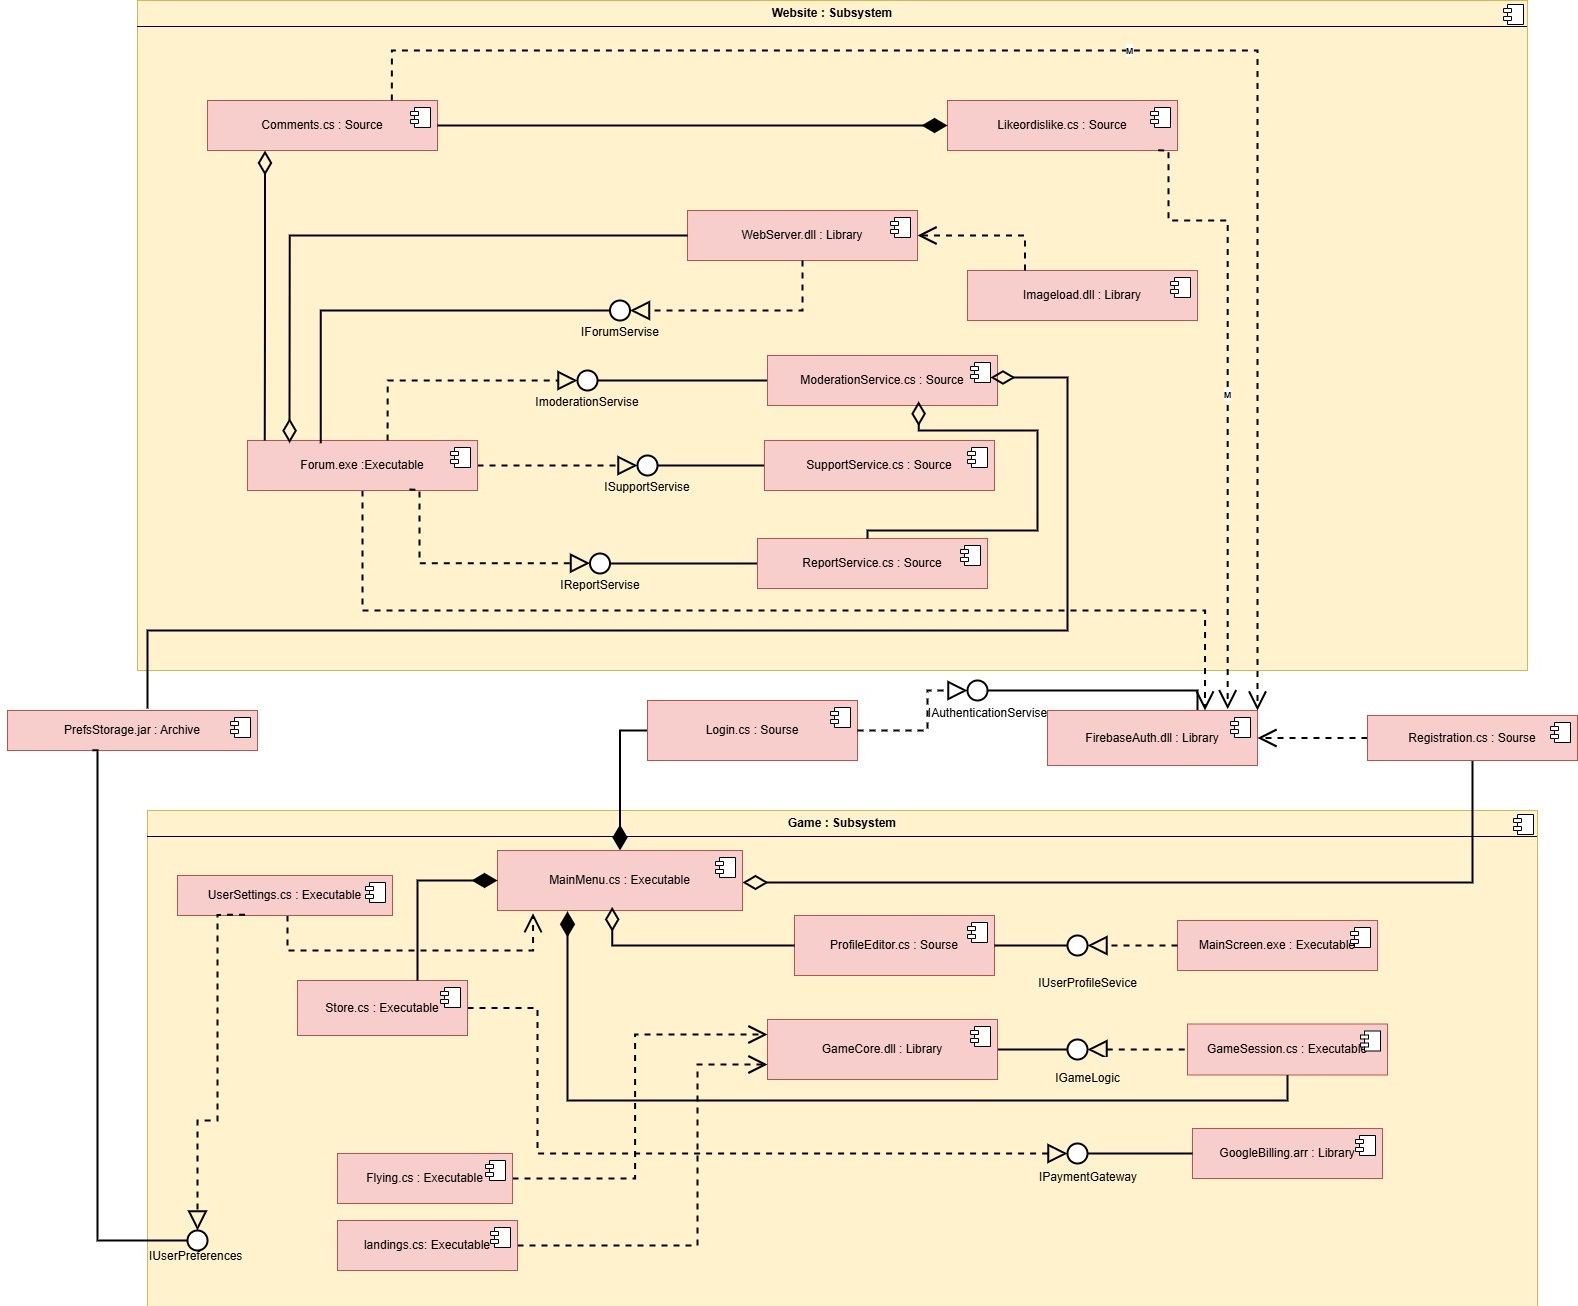 Website : Subsystem
M
Comments.cs : Source
Likeordislike.cs : Source
WebServer.dll : Library
Imageload.dll : Library
IForumServise
ModerationService.cs : Source
ImoderationServise
M
Forum.exe :Executable
SupportService.cs : Source
ISupportServise
ReportService.cs : Source
IReportServise
IAuthenticationServise
PrefsStorage.jar : Archive
Login.cs : Sourse
FirebaseAuth.dll : Library
Registration.cs : Sourse
Game : Subsystem
MainMenu.cs : Executable
UserSettings.cs : Executable
ProfileEditor.cs : Sourse
MainScreen.exe : Executable
IUserProfileSevice
Store.cs : Executable
GameCore.dll : Library
GameSession.cs : Executable
IGameLogic
GoogleBilling.arr : Library
IPaymentGateway
Flying.cs : Executable
landings.cs: Executable
IUserPreferences